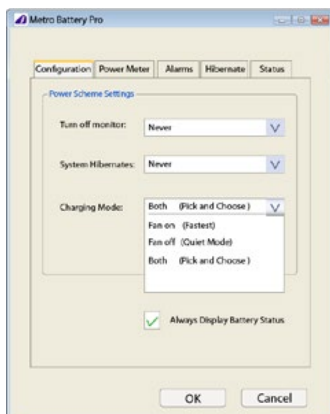 Metro Battery Pro
Configuration Power Meter Alarms Hibernate Status
Power Scheme Settings
Turn off monitor: Never
System Hibernates: Never
Charging Mode: Both (Pick and Choose)
Fan on (Fastest)
Fan off (Quiet Mode)
Both (Pick and Choose)
Always Display Battery Status
OK Cancel